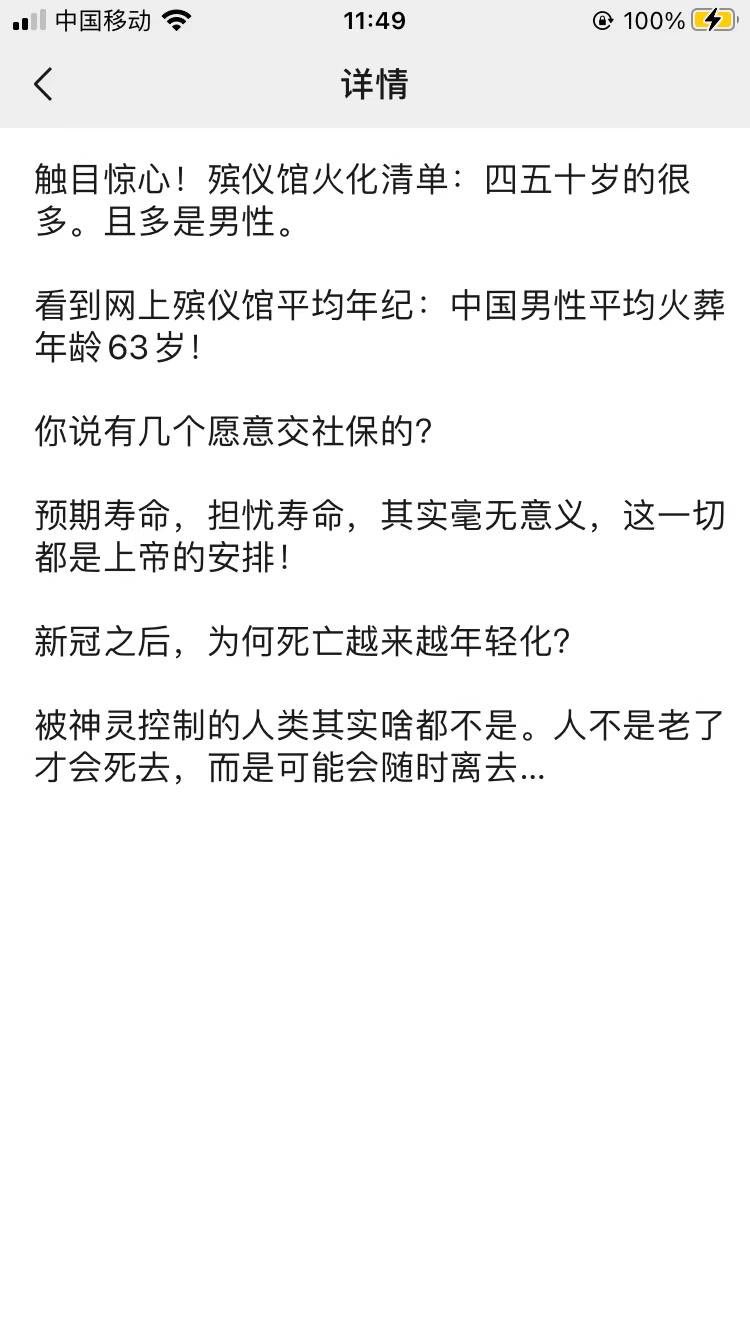 中国移动 11:49 100%
详情
触目惊心！殡仪馆火化清单：四五十岁的很
多。且多是男性。
看到网上殡仪馆平均年纪：中国男性平均火葬
年龄63岁！
你说有几个愿意交社保的？
预期寿命，担忧寿命，其实毫无意义，这一切
都是上帝的安排！
新冠之后，为何死亡越来越年轻化？
被神灵控制的人类其实啥都不是。人不是老了
才会死去，而是可能会随时离去...